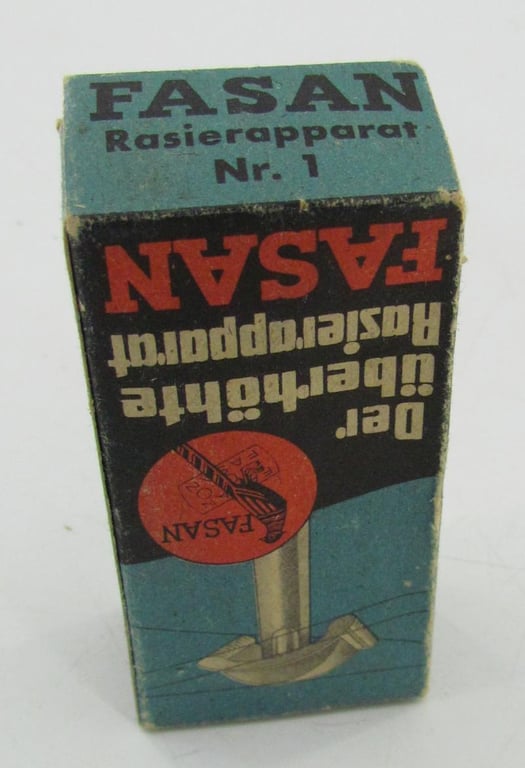 FASAN
Rasierapparat
Nr. 1
Der
überhöhte
Rasierapparat
FASAN
FASAN